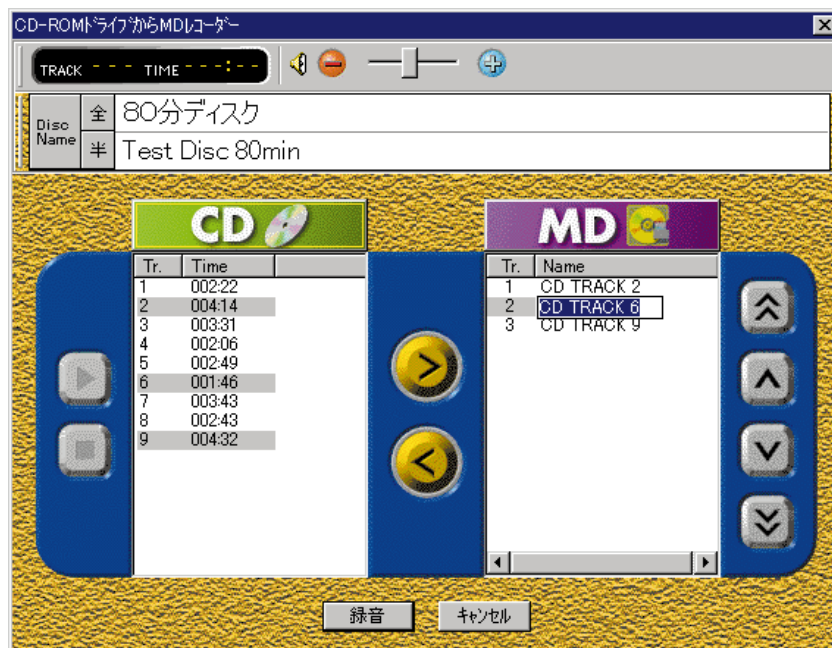 CD-ROMﾄﾞﾗｲﾌﾞからMDﾚｺｰﾀﾞｰ
TRACK --- TIME ---:--
Disc Name
全 80分ディスク
半 Test Disc 80min
CD
Tr. Time
1 002:22
2 004:14
3 003:31
4 002:06
5 002:49
6 001:46
7 003:43
8 002:43
9 004:32
MD
Tr. Name
1 CD TRACK 2
2 CD TRACK 6
3 CD TRACK 9
録音
ｷｬﾝｾﾙ